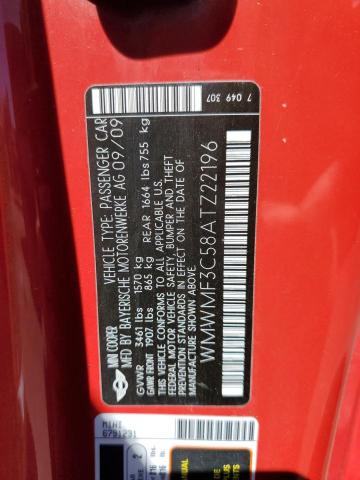 MINI COOPER
VEHICLE TYPE: PASSENGER CAR
MFD BY BAYERISCHE MOTORENWERKE AG 09/09
GVWR 3461 lbs 1570 kg
GAWR FRONT 1907 lbs 865 kg REAR 1664 lbs 755 kg
THIS VEHICLE CONFORMS TO ALL APPLICABLE
FEDERAL MOTOR VEHICLE SAFETY, BUMPER, AND THEFT
PREVENTION STANDARDS IN EFFECT ON THE DATE OF
MANUFACTURE SHOWN ABOVE.
WMWMF3C58ATZ22196
7 049 307
MINI
6791291